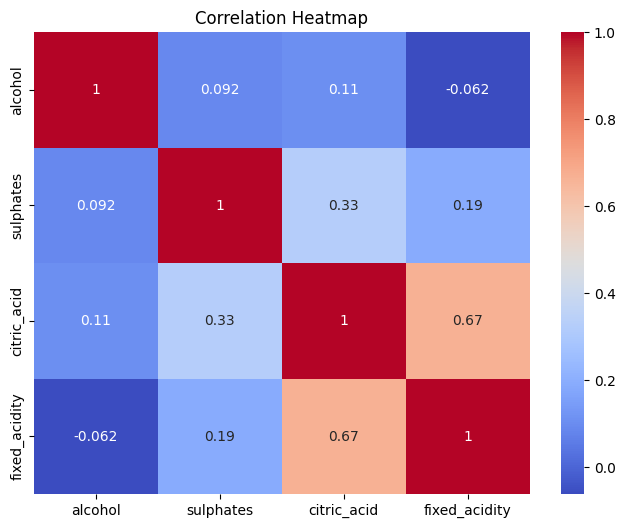 Correlation Heatmap
alcohol 1 0.092 0.11 -0.062
sulphates 0.092 1 0.33 0.19
citric_acid 0.11 0.33 1 0.67
fixed_acidity -0.062 0.19 0.67 1
alcohol sulphates citric_acid fixed_acidity
1.0
0.8
0.6
0.4
0.2
0.0